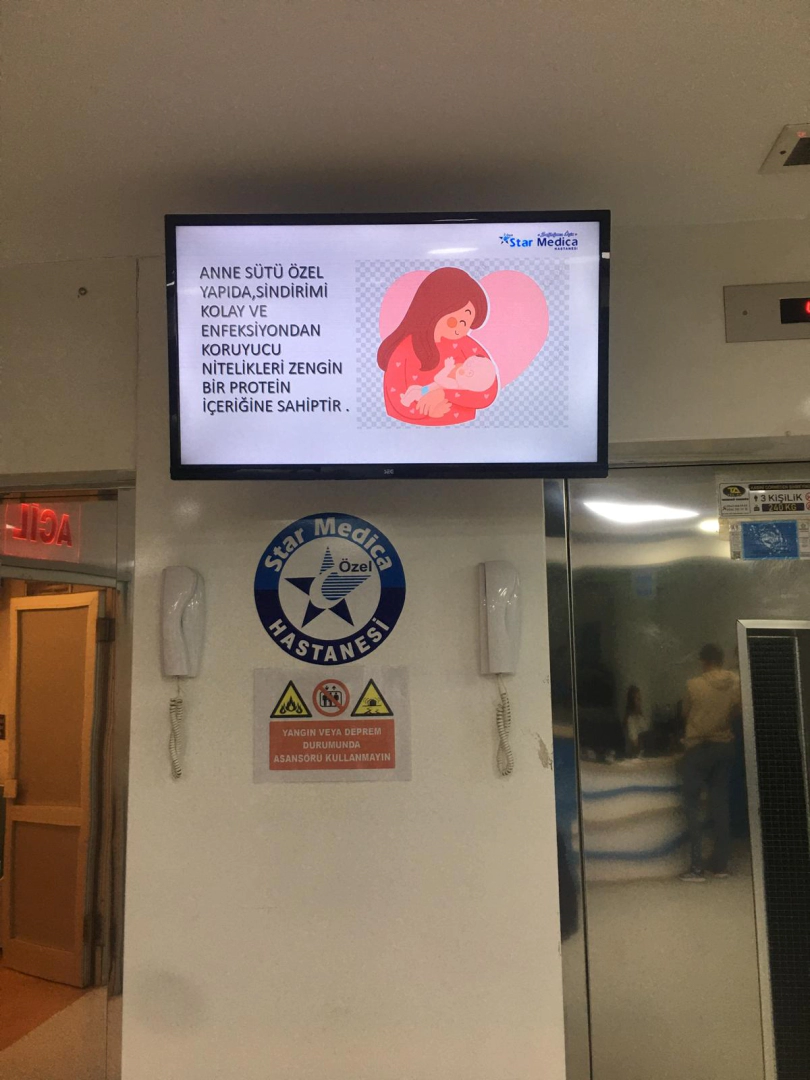 Star Medica
HASTANESİ
ANNE SÜTÜ ÖZEL
YAPIDA,SİNDİRİMİ
KOLAY VE
ENFEKSİYONDAN
KORUYUCU
NİTELİKLERİ ZENGİN
BİR PROTEİN
İÇERİĞİNE SAHİPTİR .
ACİL
Star Medica
Özel
HASTANESİ
YANGIN VEYA DEPREM
DURUMUNDA
ASANSÖRÜ KULLANMAYIN
3 KİŞİLİK
240 KG